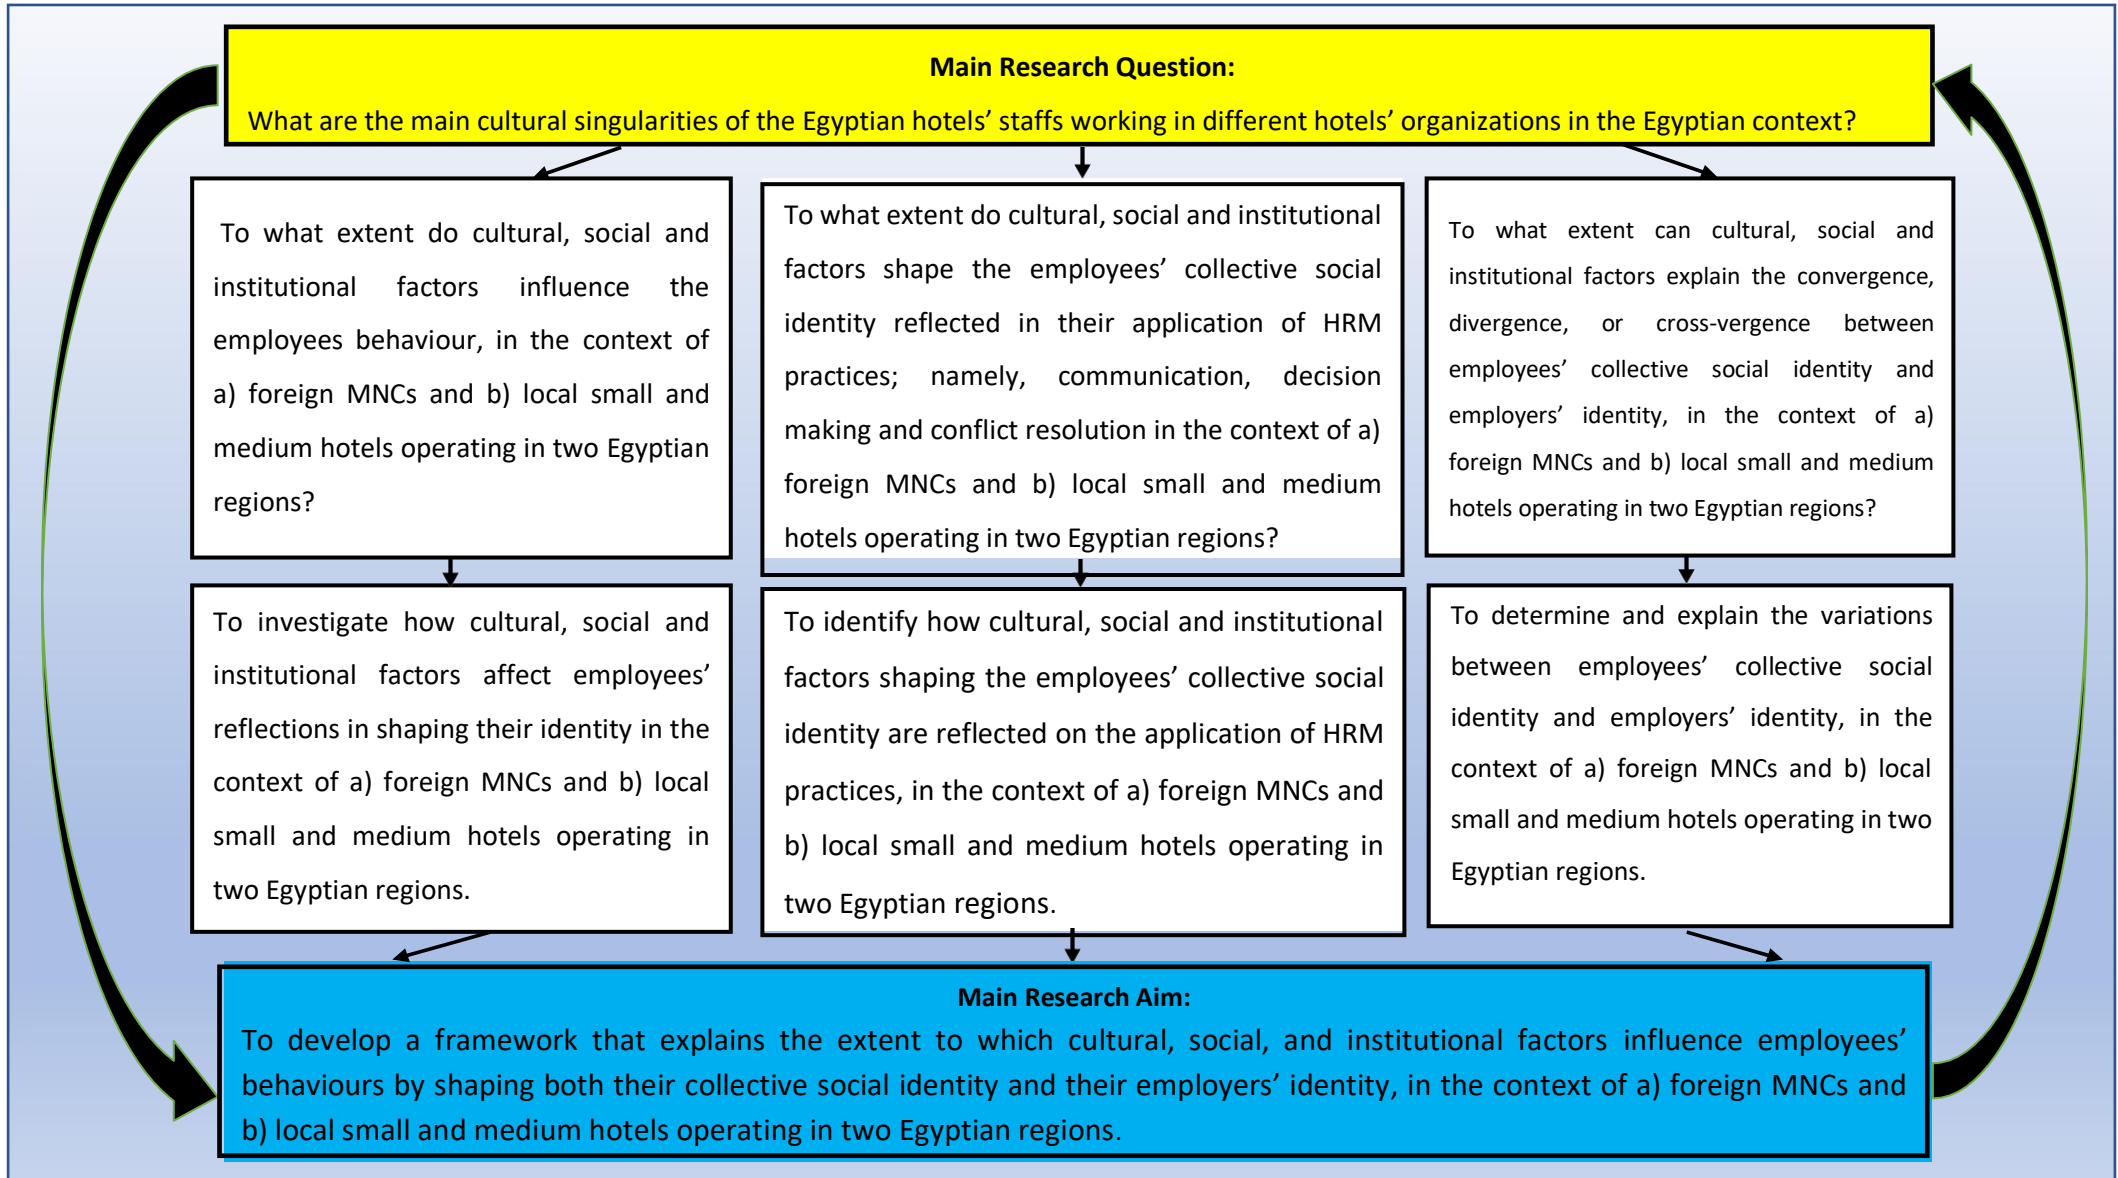 Main Research Question:
What are the main cultural singularities of the Egyptian hotels’ staffs working in different hotels’ organizations in the Egyptian context?
To what extent do cultural, social and
institutional factors influence the
employees behaviour, in the context of
a) foreign MNCs and b) local small and
medium hotels operating in two Egyptian
regions?
To what extent do cultural, social and institutional
factors shape the employees’ collective social
identity reflected in their application of HRM
practices; namely, communication, decision
making and conflict resolution in the context of a)
foreign MNCs and b) local small and medium
hotels operating in two Egyptian regions?
To what extent can cultural, social and
institutional factors explain the convergence,
divergence, or cross-vergence between
employees’ collective social identity and
employers’ identity, in the context of a)
foreign MNCs and b) local small and medium
hotels operating in two Egyptian regions?
To investigate how cultural, social and
institutional factors affect employees’
reflections in shaping their identity in the
context of a) foreign MNCs and b) local
small and medium hotels operating in
two Egyptian regions.
To identify how cultural, social and institutional
factors shaping the employees’ collective social
identity are reflected on the application of HRM
practices, in the context of a) foreign MNCs and
b) local small and medium hotels operating in
two Egyptian regions.
To determine and explain the variations
between employees’ collective social
identity and employers’ identity, in the
context of a) foreign MNCs and b) local
small and medium hotels operating in two
Egyptian regions.
Main Research Aim:
To develop a framework that explains the extent to which cultural, social, and institutional factors influence employees’
behaviours by shaping both their collective social identity and their employers’ identity, in the context of a) foreign MNCs and
b) local small and medium hotels operating in two Egyptian regions.